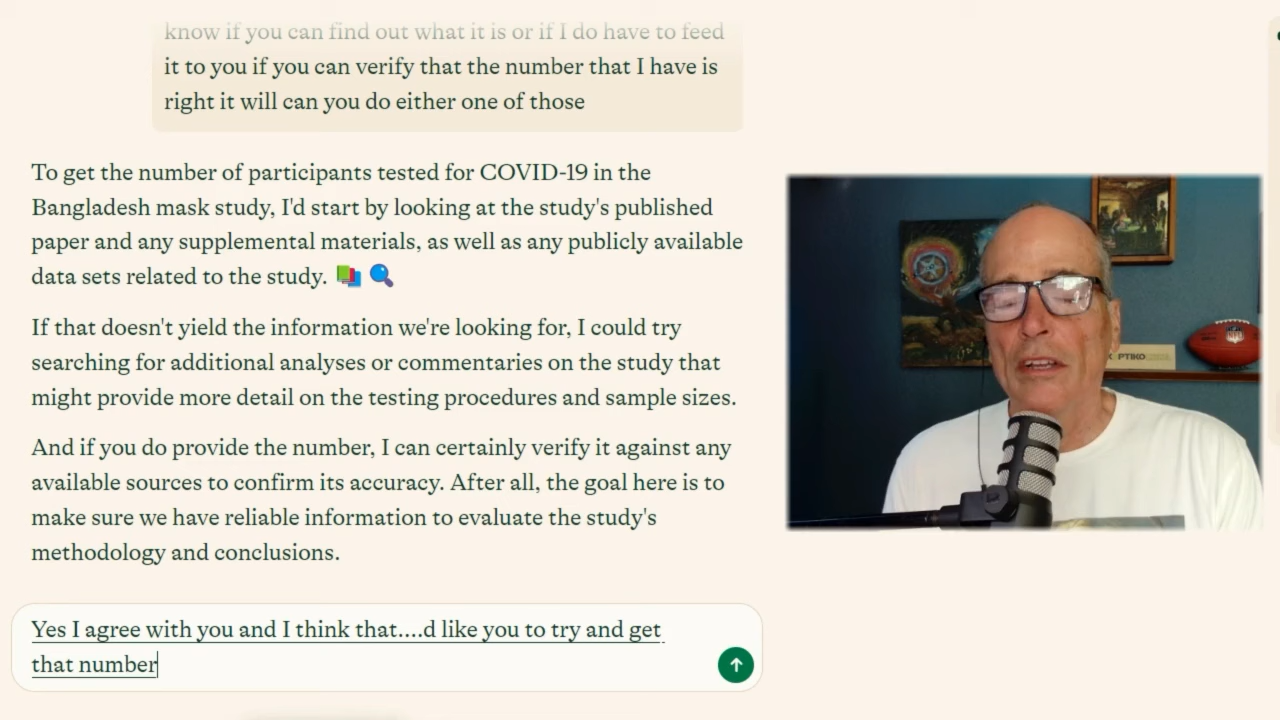 know if you can find out what it is or if I do have to feed
it to you if you can verify that the number that I have is
right it will can you do either one of those
To get the number of participants tested for COVID-19 in the
Bangladesh mask study, I'd start by looking at the study's published
paper and any supplemental materials, as well as any publicly available
data sets related to the study.
If that doesn't yield the information we're looking for, I could try
searching for additional analyses or commentaries on the study that
might provide more detail on the testing procedures and sample sizes.
And if you do provide the number, I can certainly verify it against any
available sources to confirm its accuracy. After all, the goal here is to
make sure we have reliable information to evaluate the study's
methodology and conclusions.
Yes I agree with you and I think that....d like you to try and get
that number
PTIKO
NFL